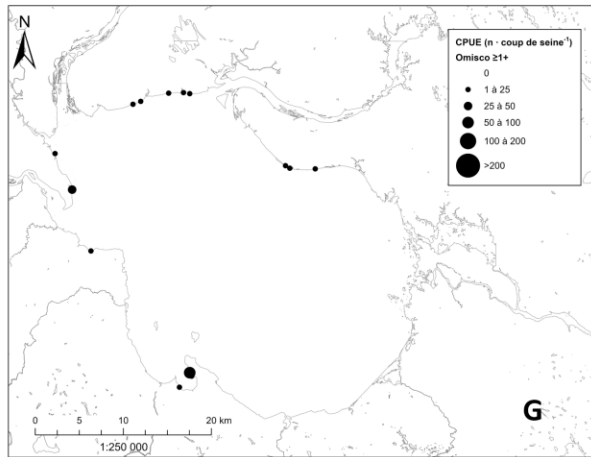 N
CPUE (n · coup de seine⁻¹)
Omisco ≥1+
0
1 à 25
25 à 50
50 à 100
100 à 200
>200
0 5 10 20 km
1:250 000
G